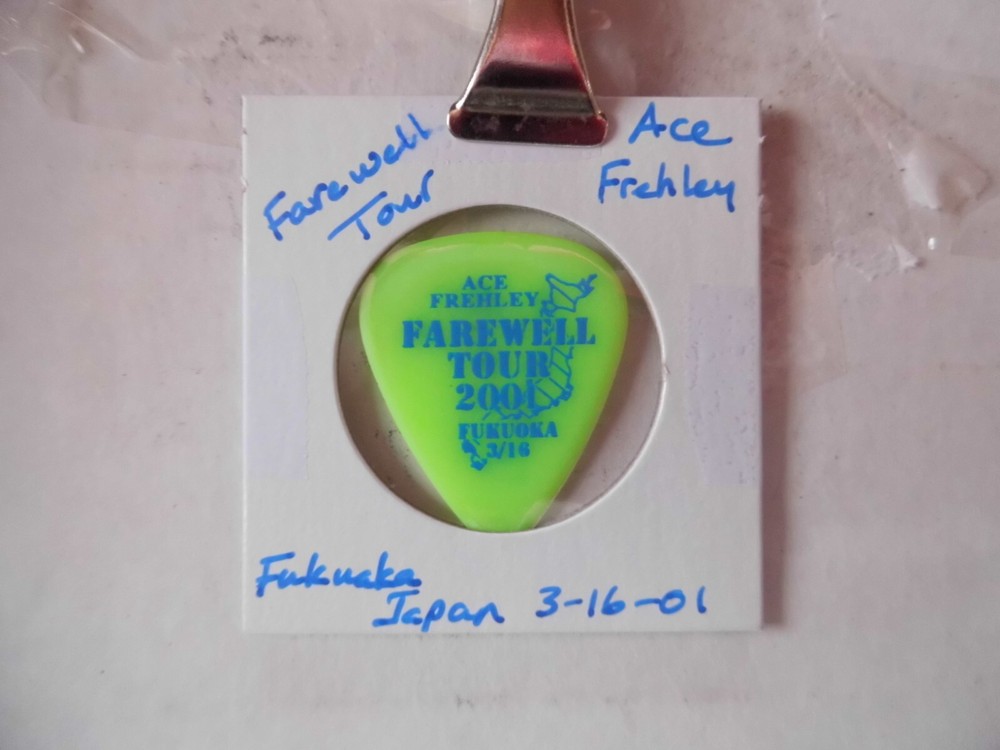 Farewell
Tour
Ace
Frehley
ACE
FREHLEY
FAREWELL
TOUR
2001
FUKUOKA
3/16
Fukuaka
Japan 3-16-01